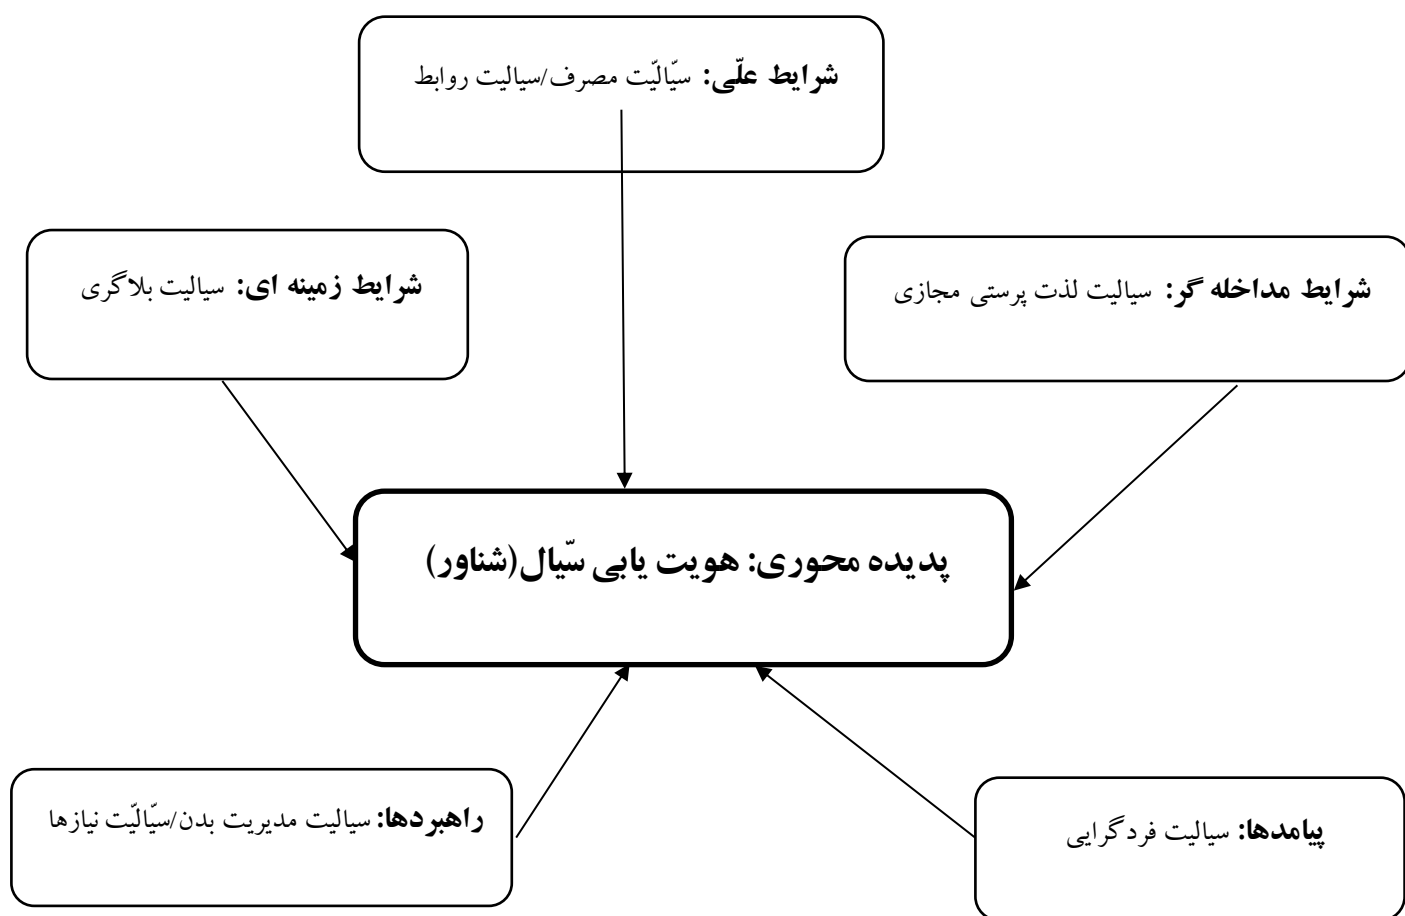 شرایط علّی: سیّالیّت مصرف/سیالیت روابط
شرایط مداخله گر: سیالیت لذت پرستی مجازی
شرایط زمینه ای: سیالیت بلاگری
پدیده محوری: هویت یابی سّیال(شناور)
پیامدها: سیالیت فردگرایی
راهبردها: سیالیت مدیریت بدن/سیّالیّت نیازها